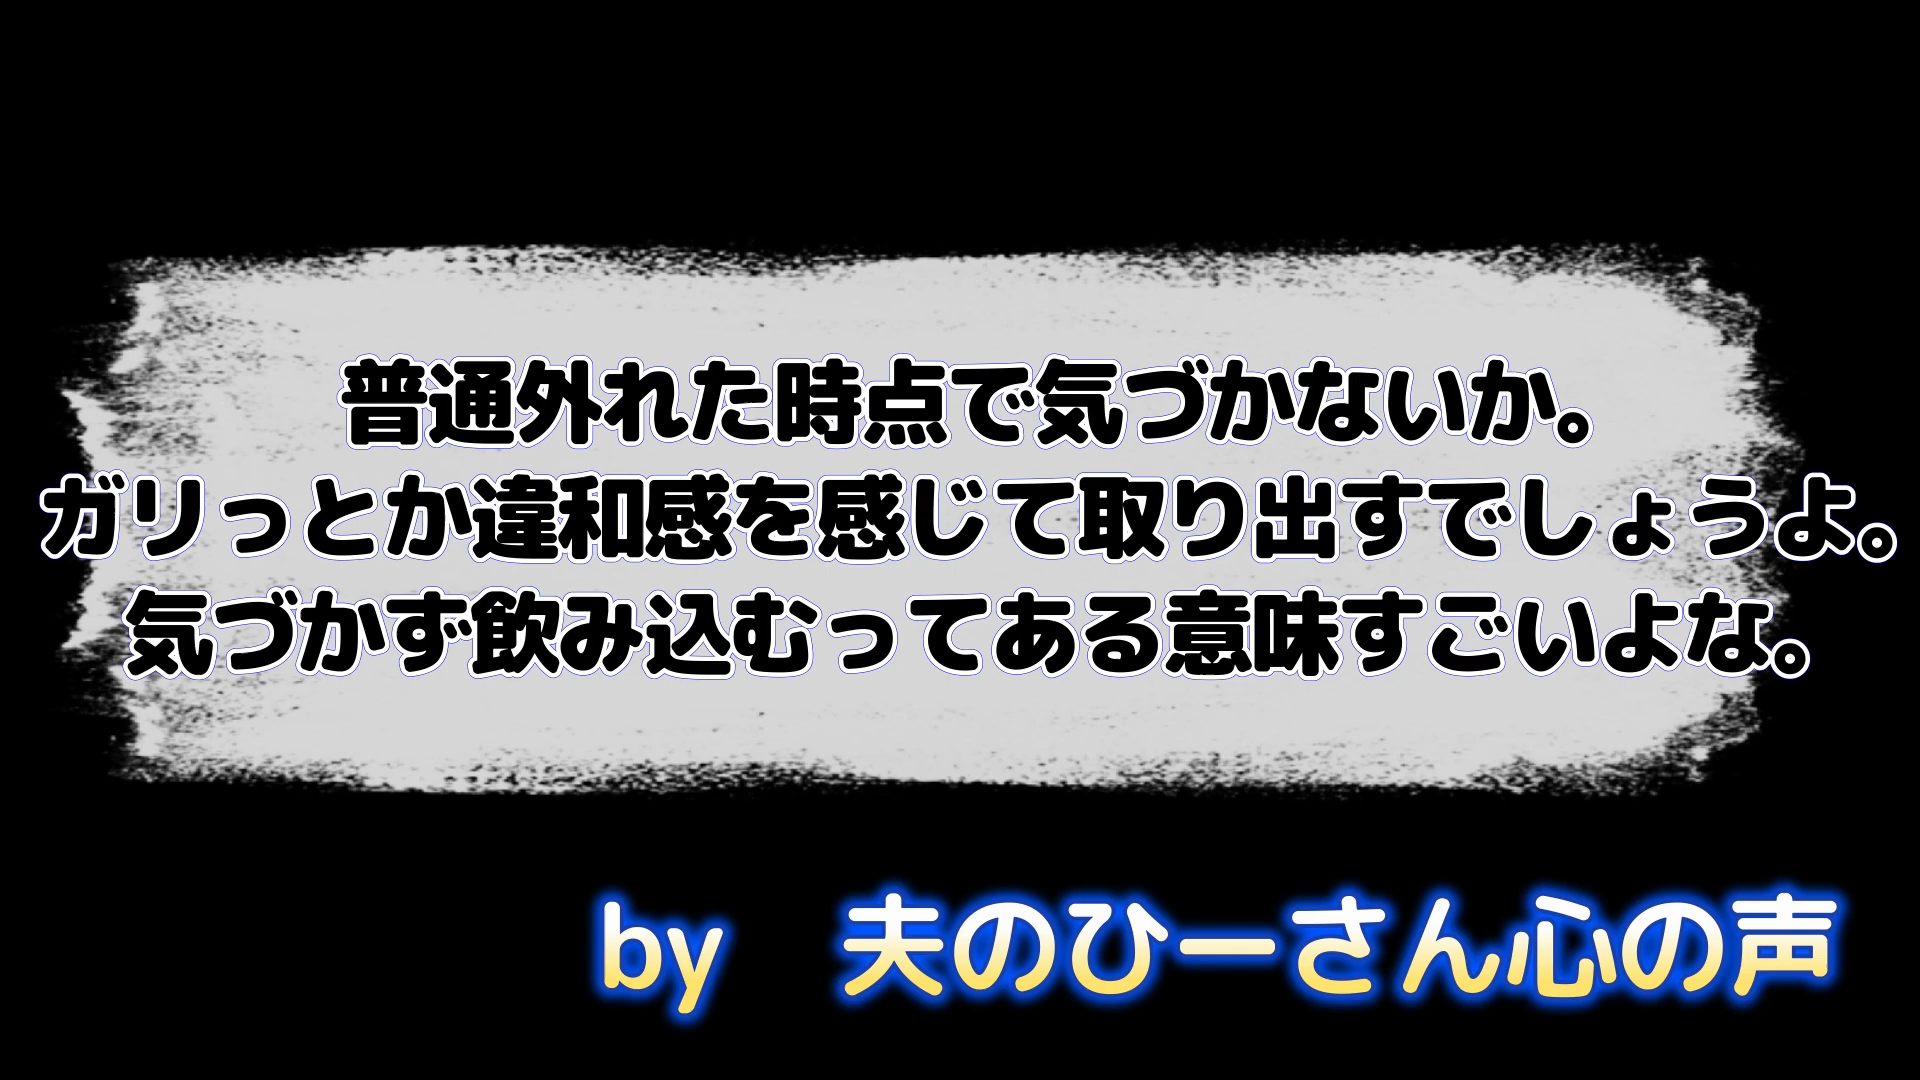 普通外れた時点で気づかないか。
ガリっとか違和感を感じて取り出すでしょうよ。
気づかず飲み込むってある意味すごいよな。
by　夫のひーさん心の声